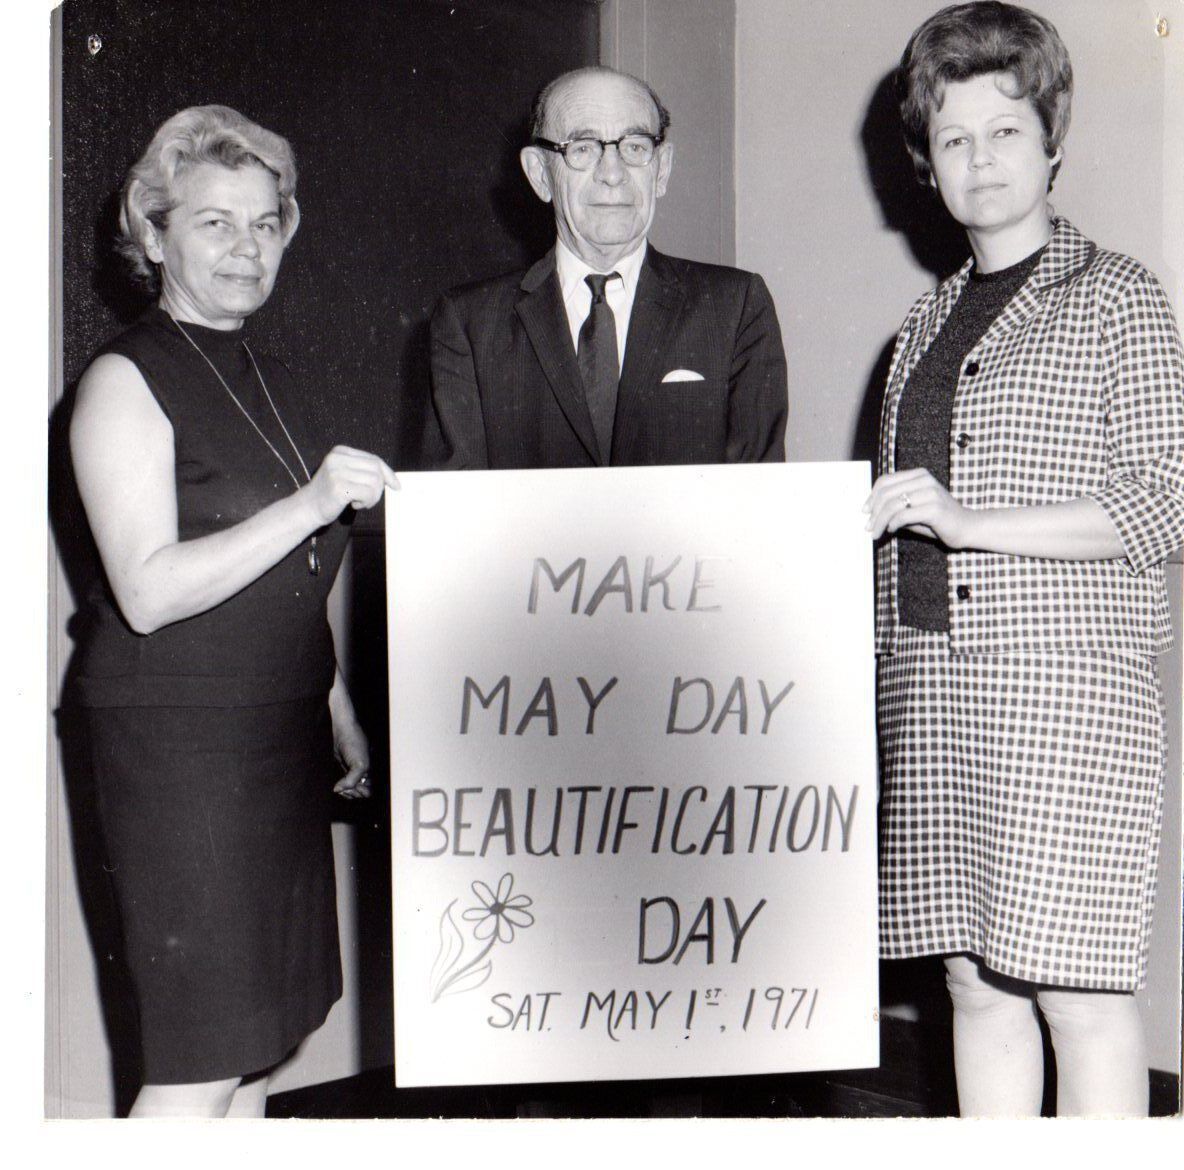 MAKE
MAY DAY
BEAUTIFICATION
DAY
SAT. MAY 1ST, 1971